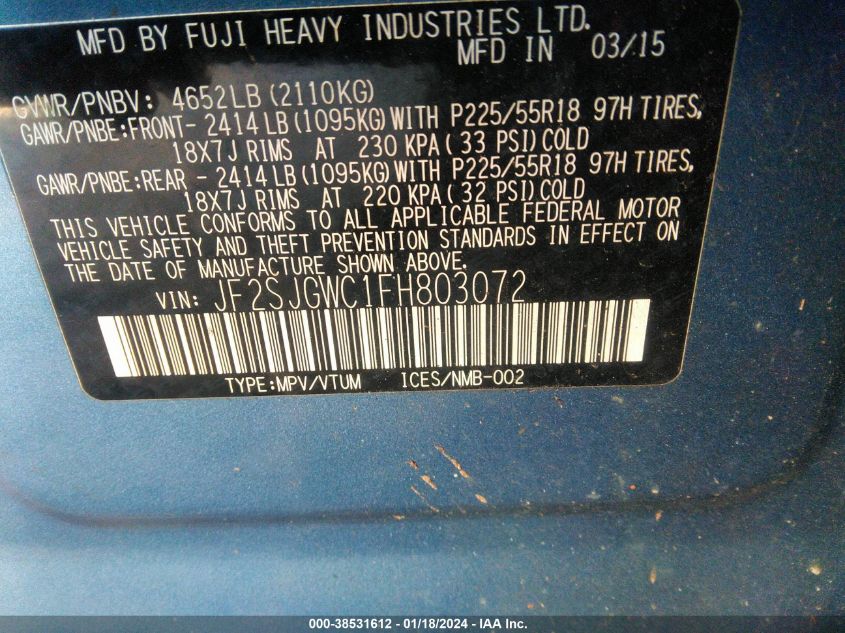 MFD BY FUJI HEAVY INDUSTRIES LTD.
MFD IN 03/15
GVWR/PNBV: 4652LB (2110KG)
GAWR/PNBE:FRONT- 2414 LB (1095KG) WITH P225/55R18 97H TIRES,
18X7J RIMS AT 230 KPA ( 33 PSI) COLD
GAWR/PNBE:REAR - 2414 LB (1095KG) WITH P225/55R18 97H TIRES,
18X7J RIMS AT 220 KPA ( 32 PSI) COLD
THIS VEHICLE CONFORMS TO ALL APPLICABLE FEDERAL MOTOR
VEHICLE SAFETY AND THEFT PREVENTION STANDARDS IN EFFECT ON
THE DATE OF MANUFACTURE SHOWN ABOVE.
VIN: JF2SJGWC1FH803072
TYPE:MPV/VTUM ICES/NMB-002
000-38531612 - 01/18/2024 - IAA Inc.